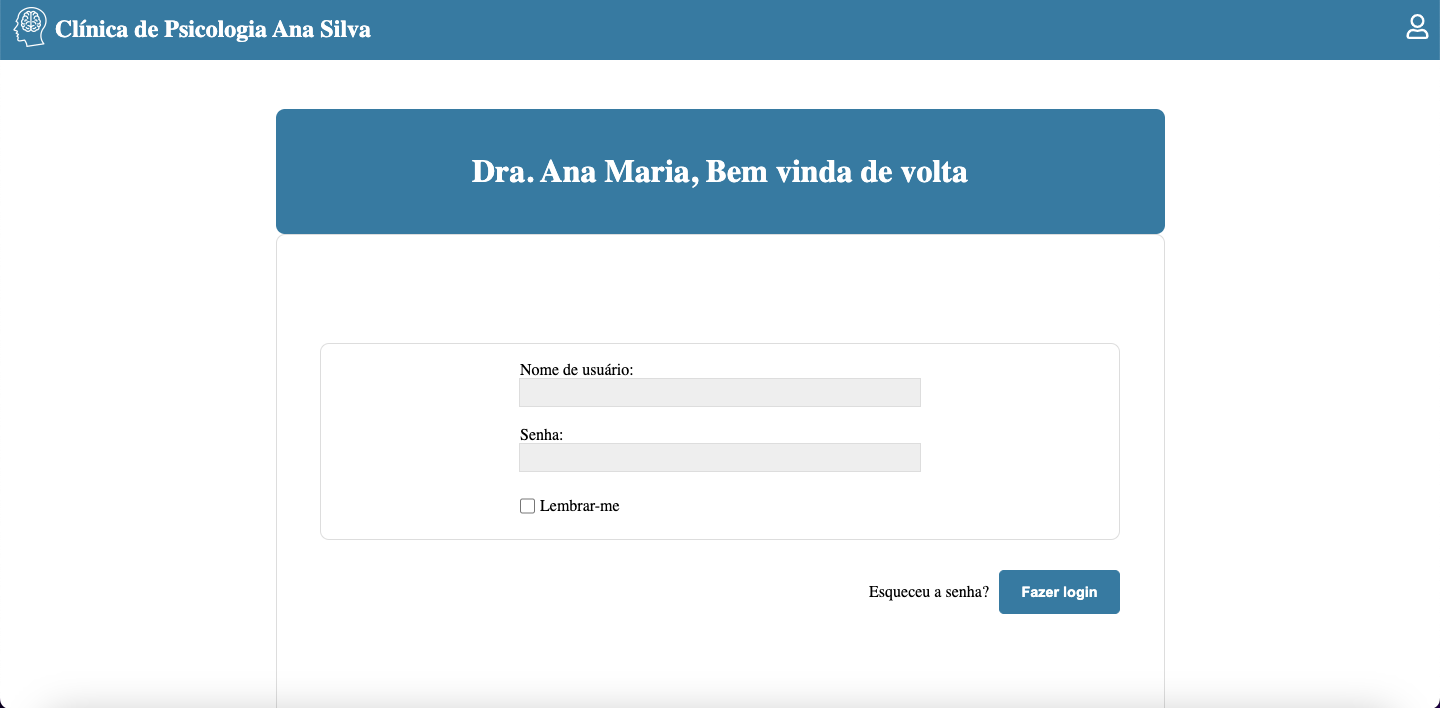 Clínica de Psicologia Ana Silva
Dra. Ana Maria, Bem vinda de volta
Nome de usuário:
Senha:
Lembrar-me
Esqueceu a senha? Fazer login